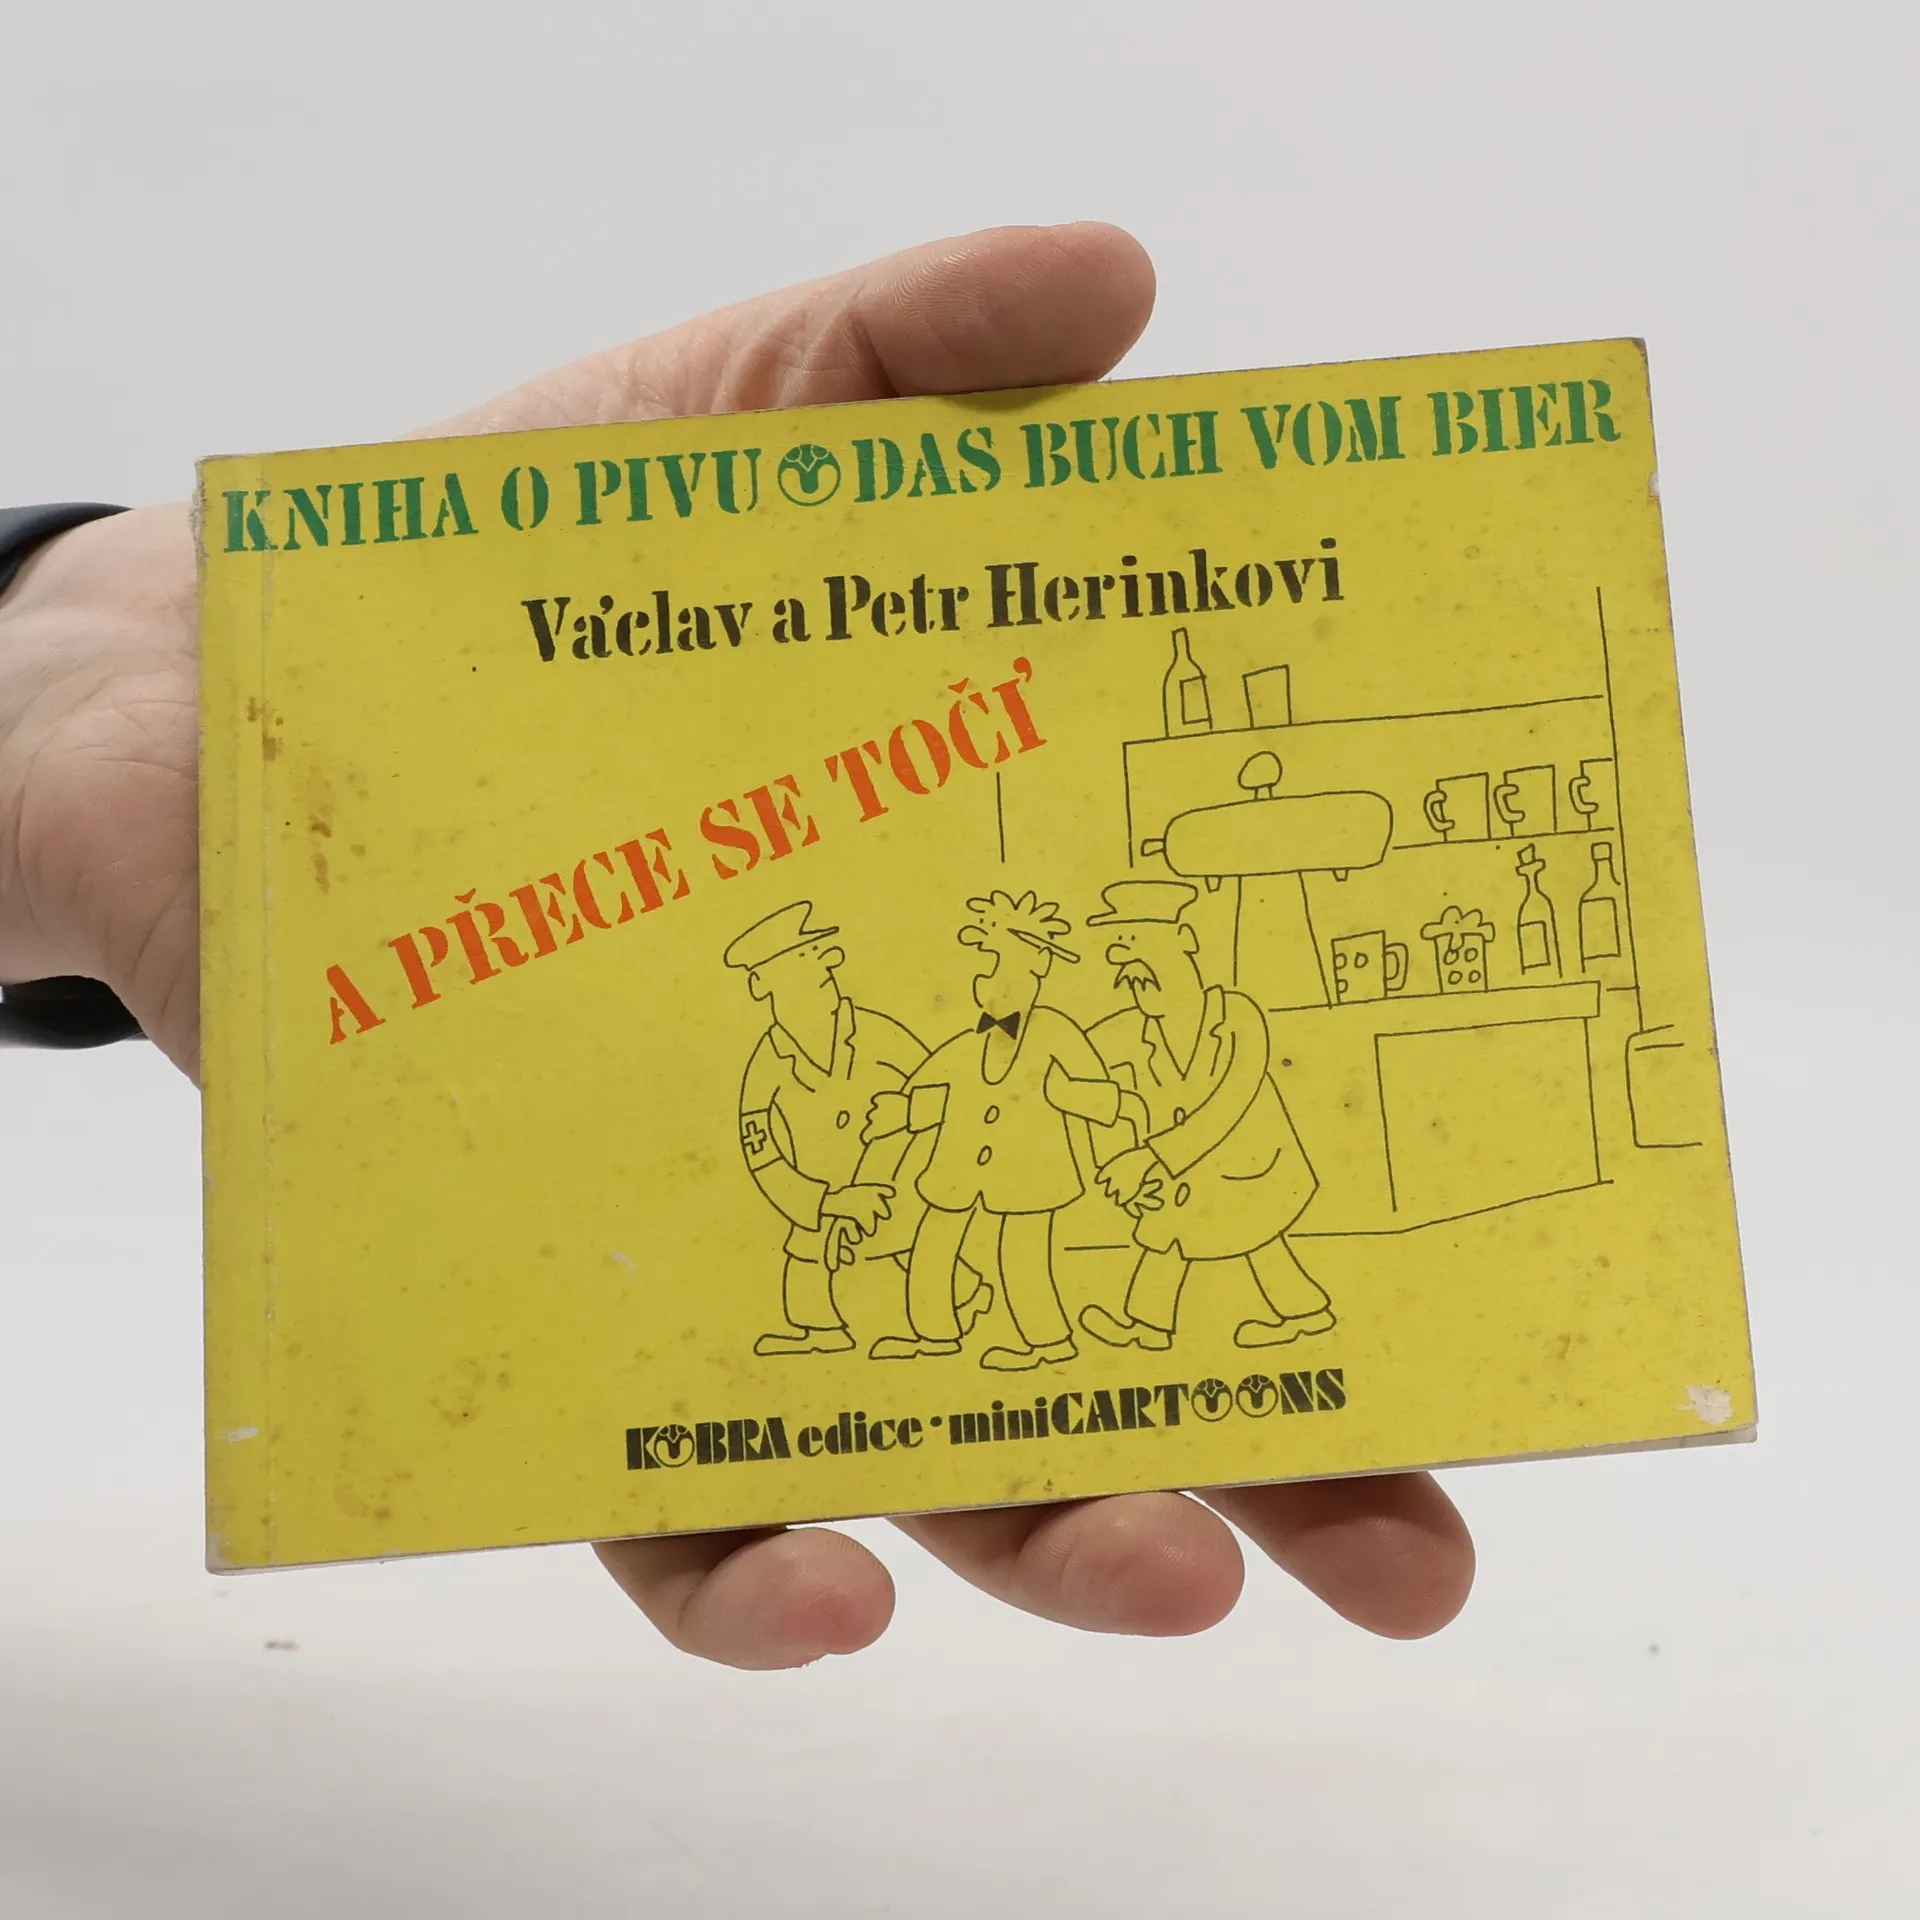 KNIHA O PIVU DAS BUCH VOM BIER
Václav a Petr Herinkovi
A PŘECE SE TOČÍ
KOBRA edice • miniCARTOONS